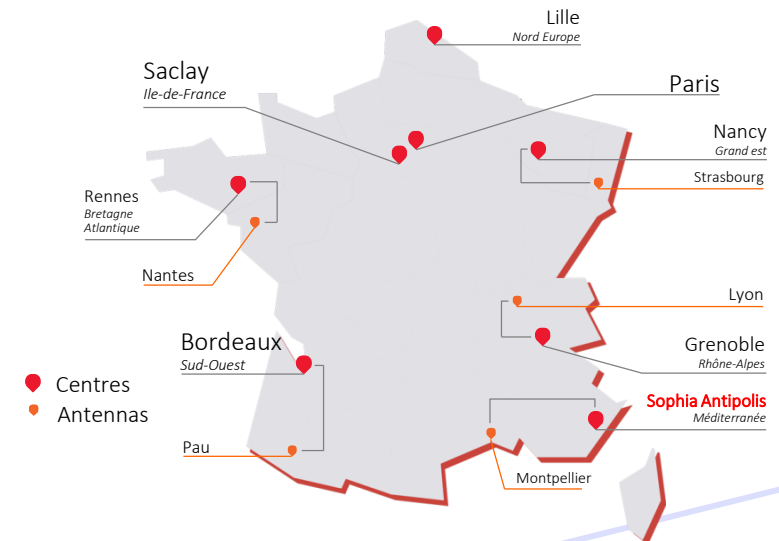 Lille
Nord Europe
Saclay
Ile-de-France
Paris
Nancy
Grand est
Strasbourg
Rennes
Bretagne
Atlantique
Nantes
Lyon
Bordeaux
Sud-Ouest
Grenoble
Rhône-Alpes
Centres
Antennas
Sophia Antipolis
Méditerranée
Pau
Montpellier